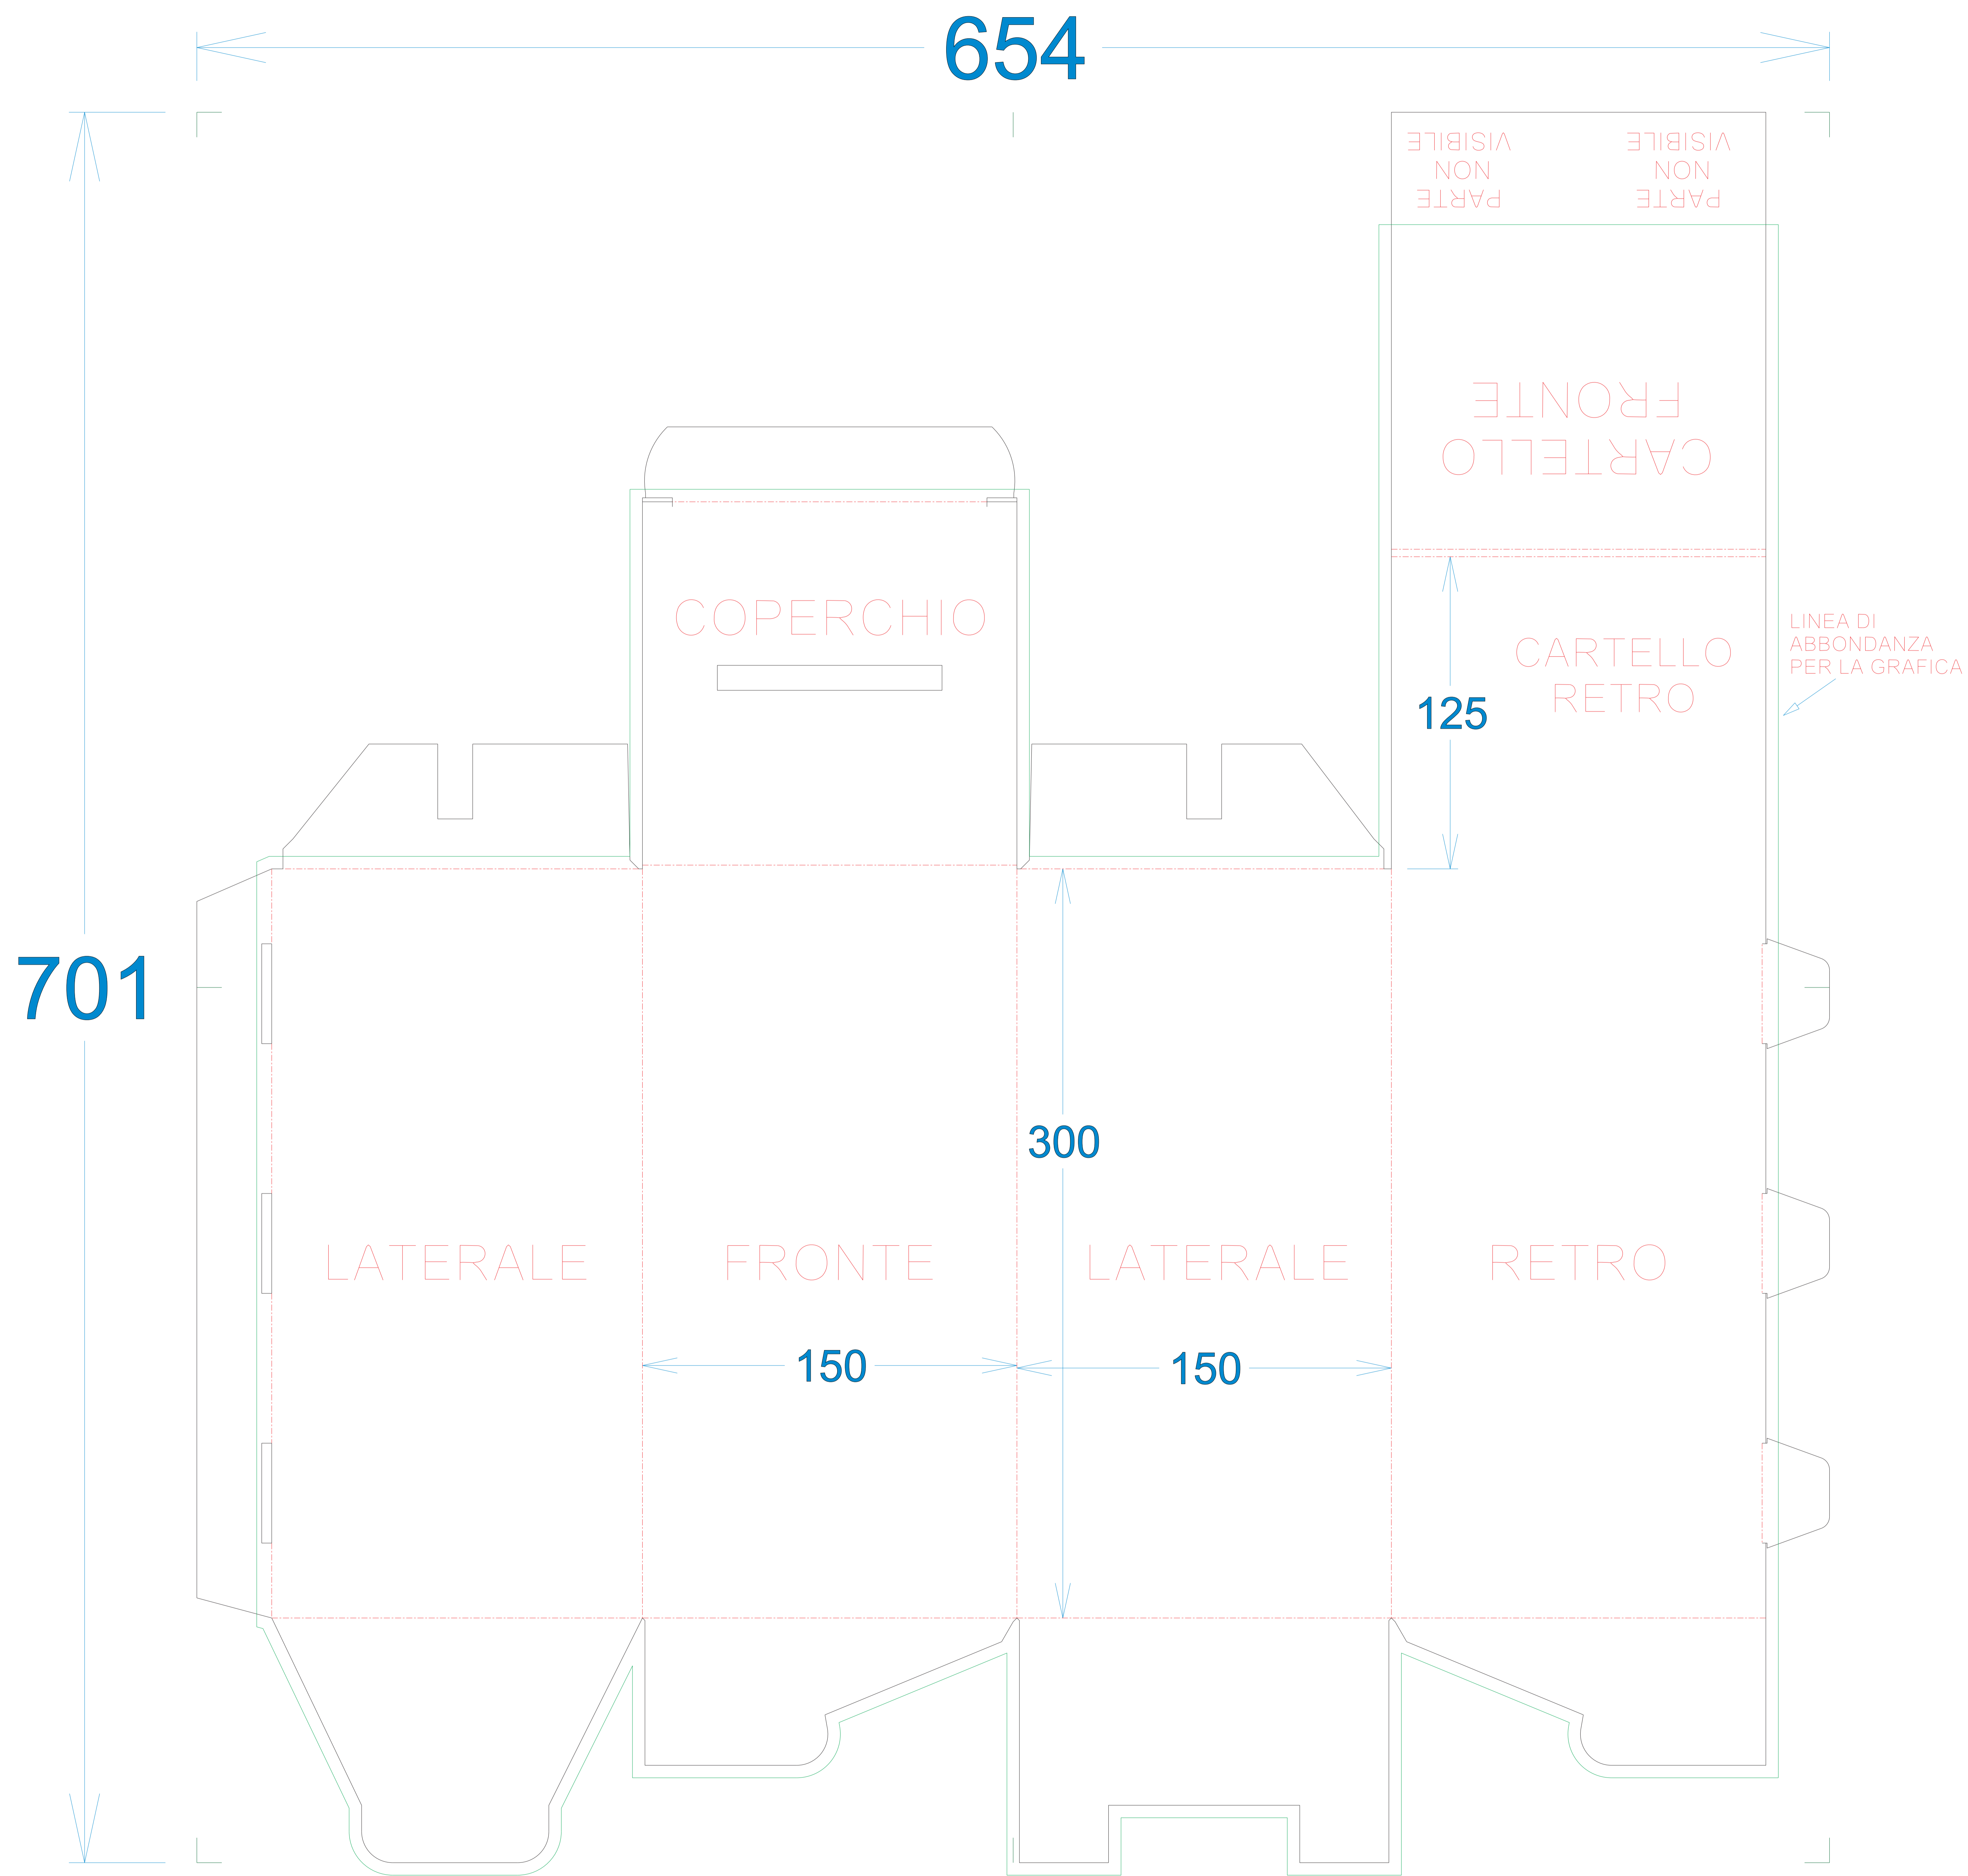 654
VISIBILE
NON
PARTE
VISIBILE
NON
PARTE
CARTELLO
FRONTE
COPERCHIO
CARTELLO
RETRO
LINEA DI
ABBONDANZA
PER LA GRAFICA
125
701
300
LATERALE
FRONTE
LATERALE
RETRO
150
150